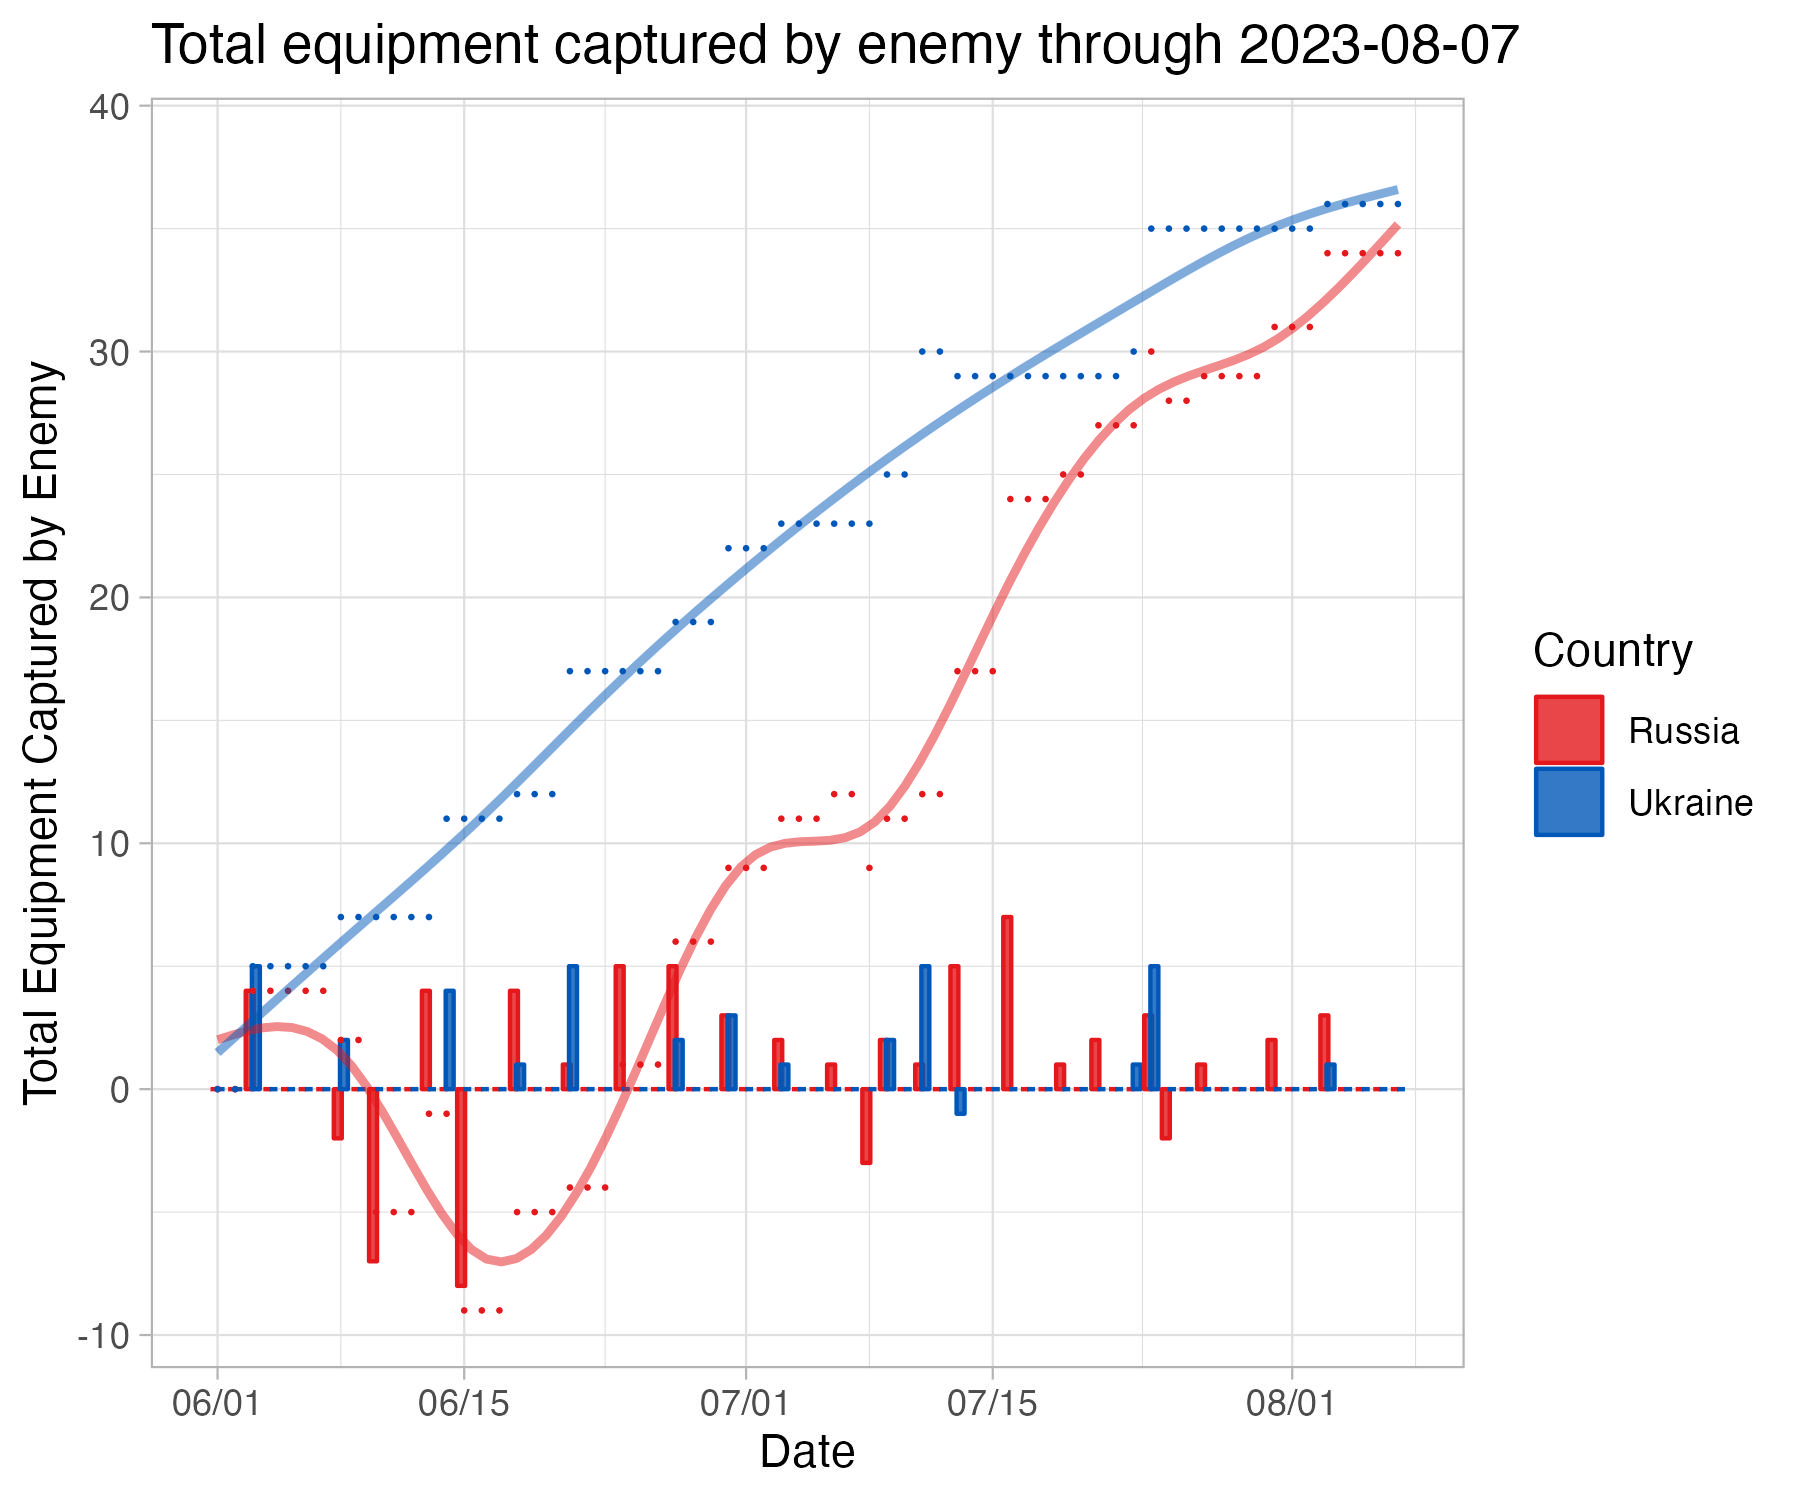 Total equipment captured by enemy through 2023-08-07
Total Equipment Captured by Enemy
40
30
20
10
0
-10
06/01
06/15
07/01
07/15
08/01
Date
Country
Russia
Ukraine